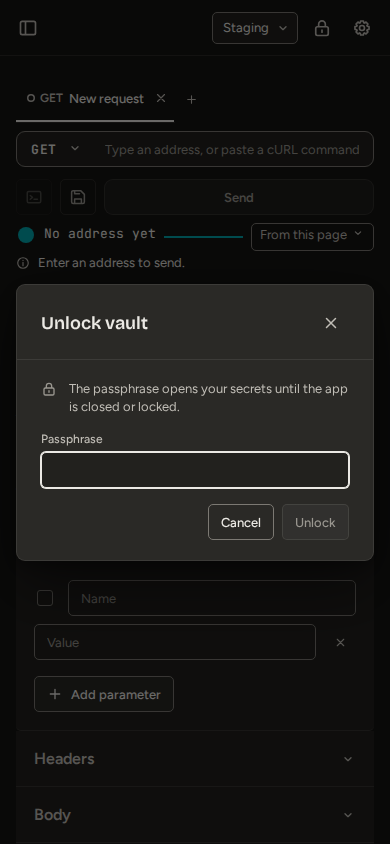 Staging
GET New request
GET Type an address, or paste a cURL command
Send
No address yet From this page
Enter an address to send.
Unlock vault
The passphrase opens your secrets until the app
is closed or locked.
Passphrase
Cancel Unlock
Name
Value
Add parameter
Headers
Body